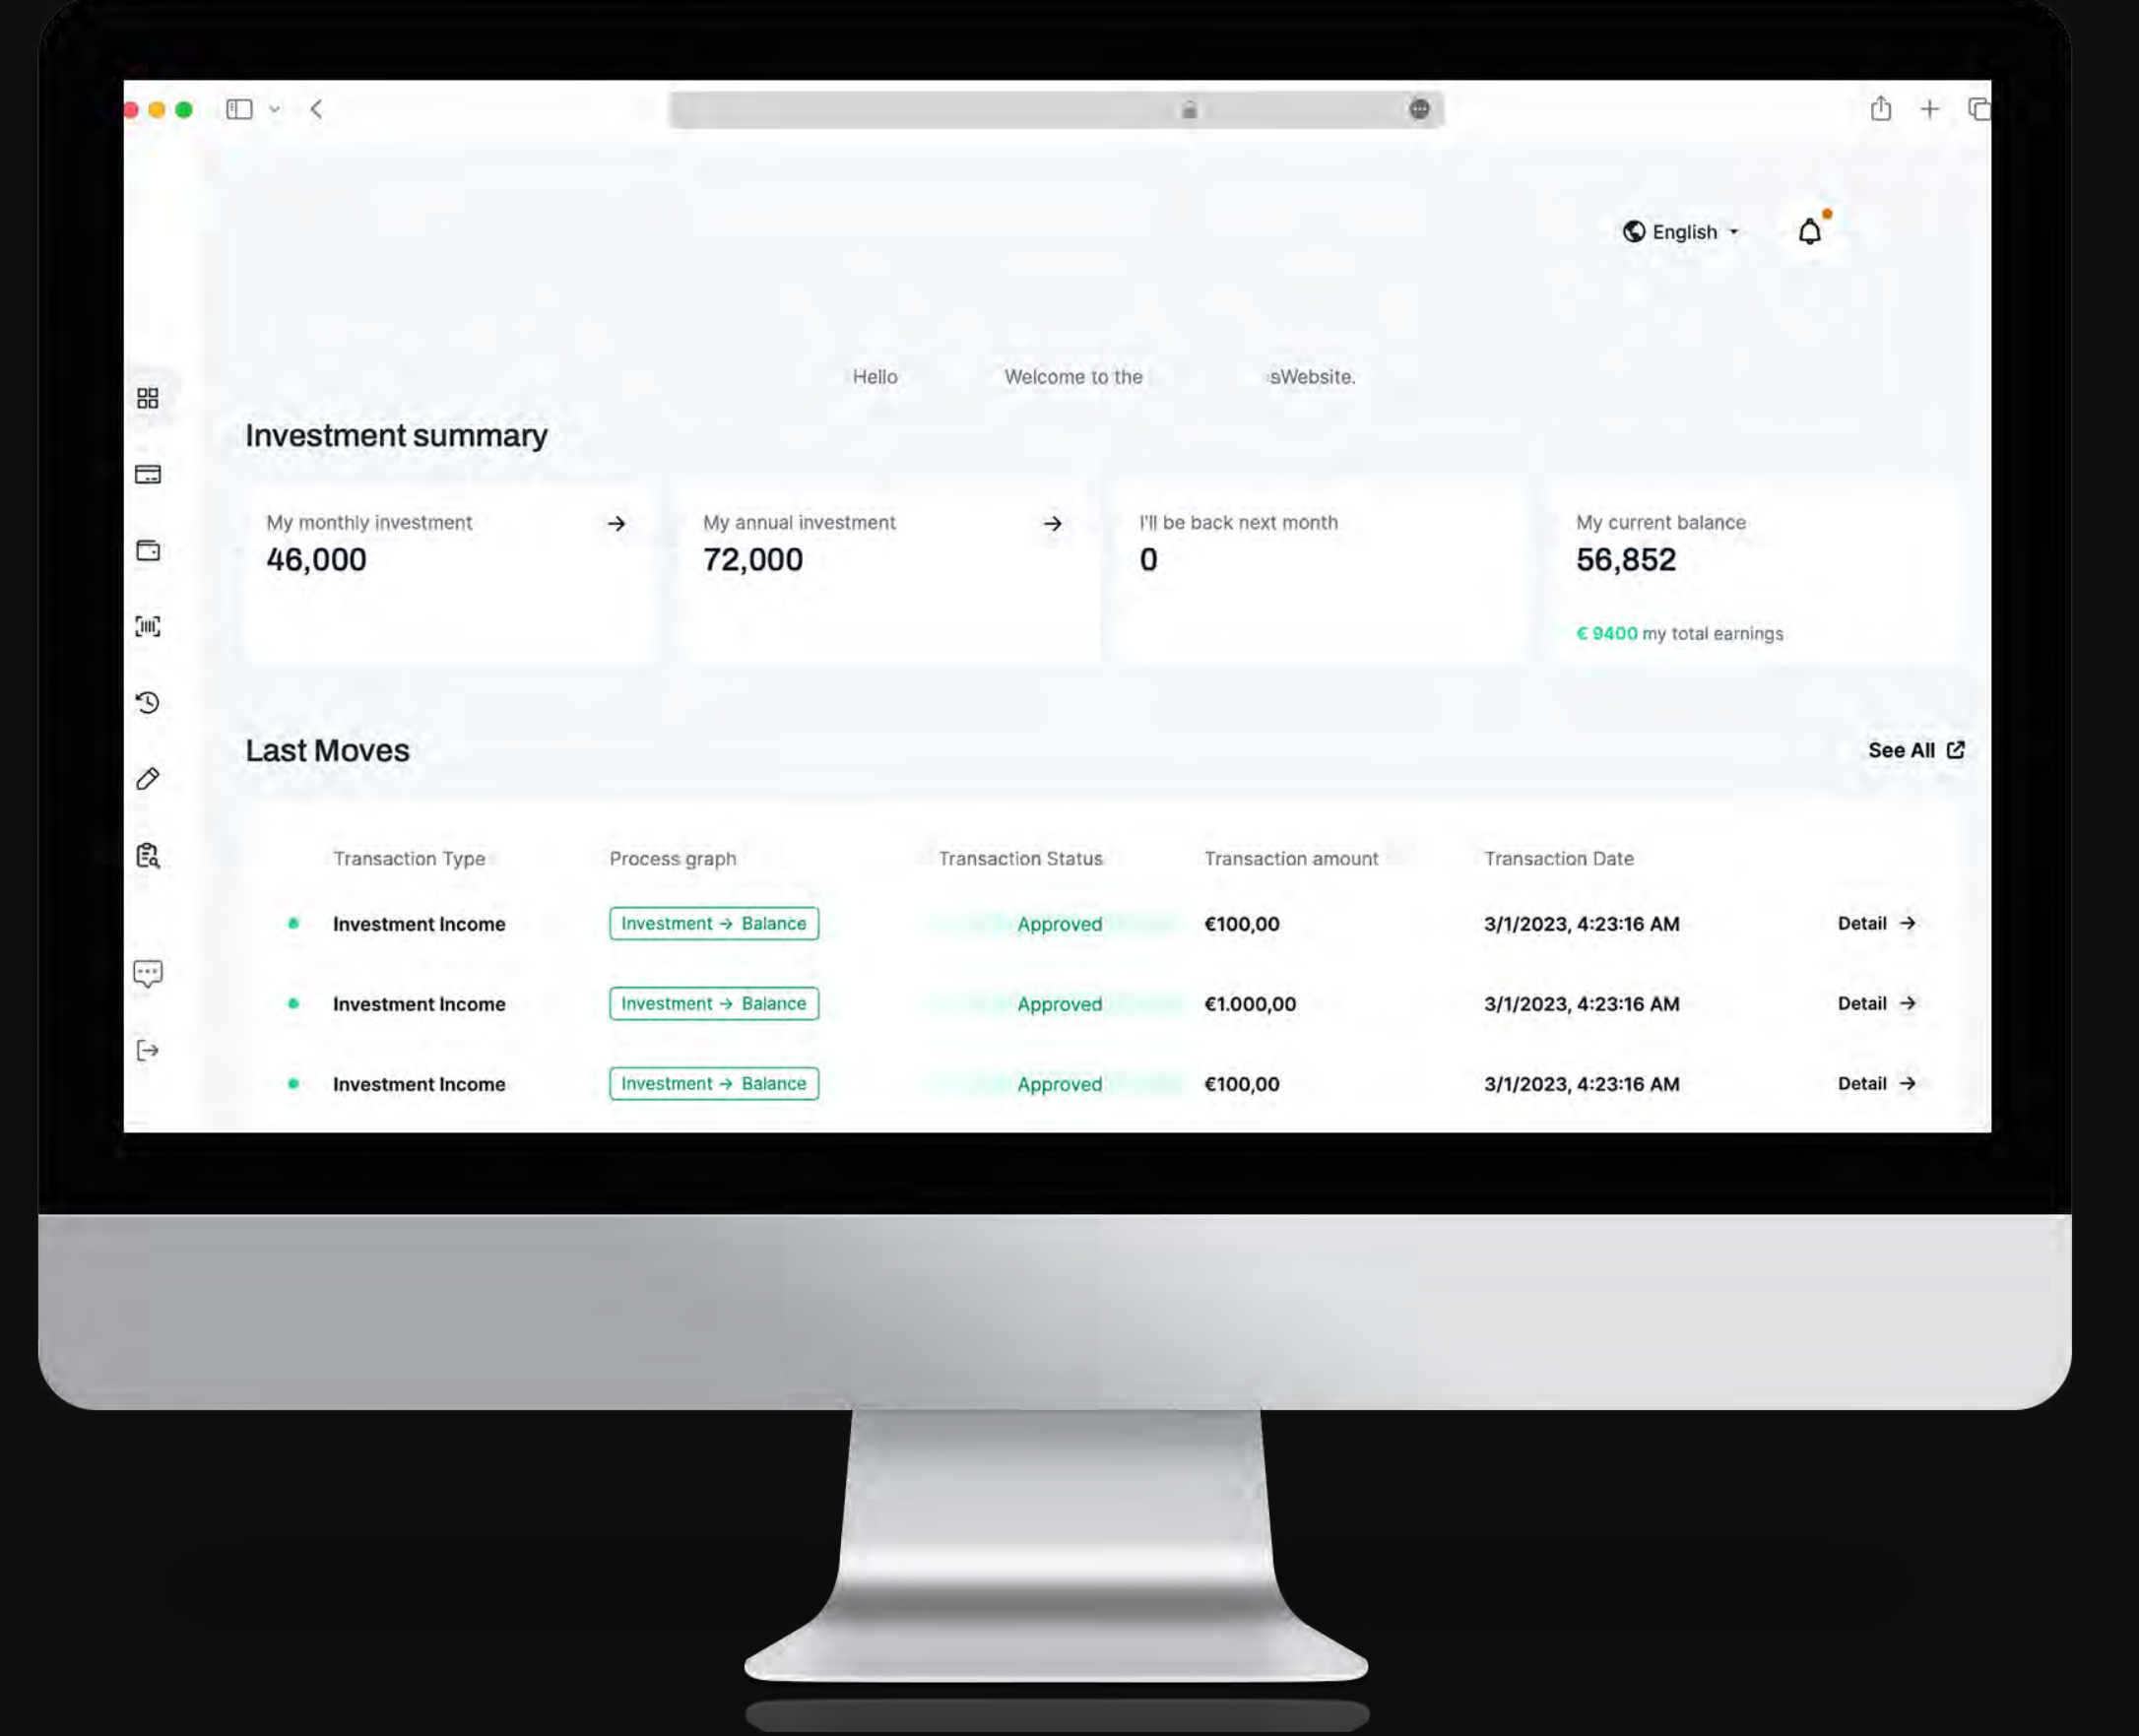 English
Hello Welcome to the sWebsite.
Investment summary
My monthly investment My annual investment I'll be back next month My current balance
46,000 72,000 0 56,852
€ 9400 my total earnings
Last Moves See All
Transaction Type Process graph Transaction Status Transaction amount Transaction Date
Investment Income Investment → Balance Approved €100,00 3/1/2023, 4:23:16 AM Detail →
Investment Income Investment → Balance Approved €1.000,00 3/1/2023, 4:23:16 AM Detail →
Investment Income Investment → Balance Approved €100,00 3/1/2023, 4:23:16 AM Detail →